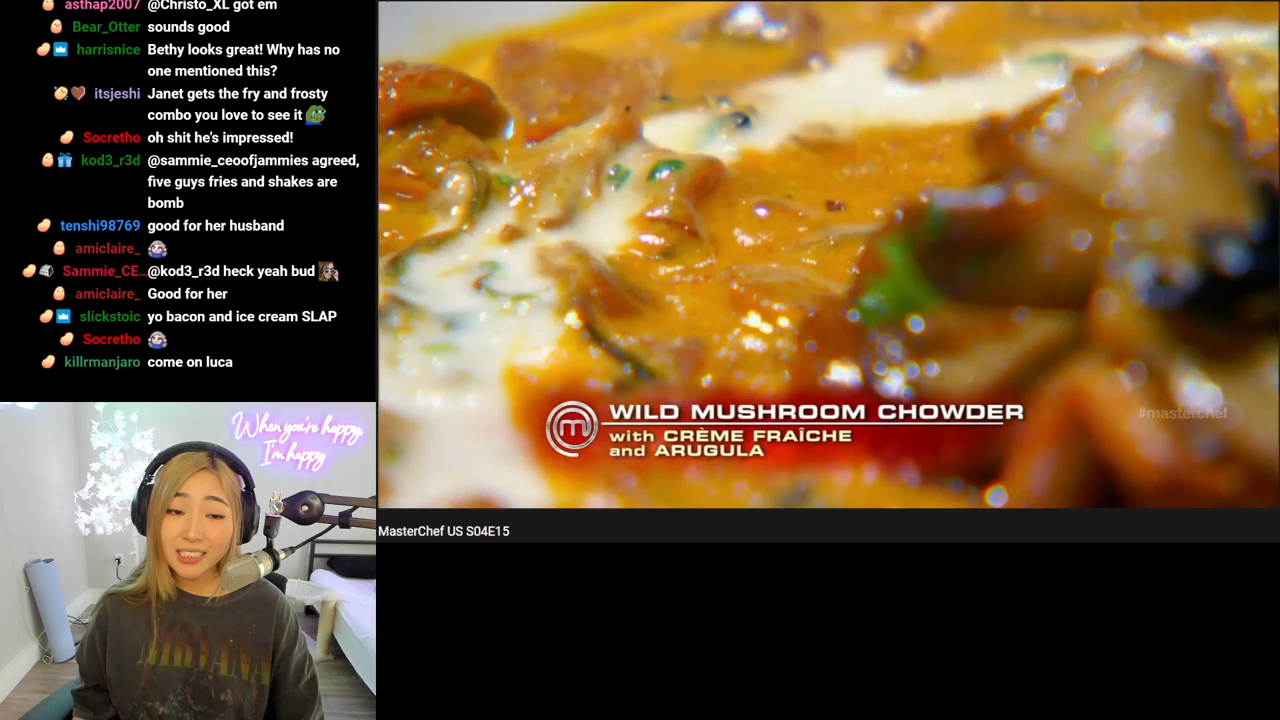 asthap2007 @Christo_XL got em
Bear_Otter sounds good
harrisnice Bethy looks great! Why has no
one mentioned this?
itsjeshi Janet gets the fry and frosty
combo you love to see it
Socretho oh shit he's impressed!
kod3_r3d @sammie_ceoofjammies agreed,
five guys fries and shakes are
bomb
tenshi98769 good for her husband
amiclaire_
Sammie_CE... @kod3_r3d heck yeah bud
amiclaire_ Good for her
slickstoic yo bacon and ice cream SLAP
Socretho
killrmanjaro come on luca
When you're happy
I'm happy
NIRVANA
WILD MUSHROOM CHOWDER
with CRÈME FRAÎCHE
and ARUGULA
#masterchef
MasterChef US S04E15